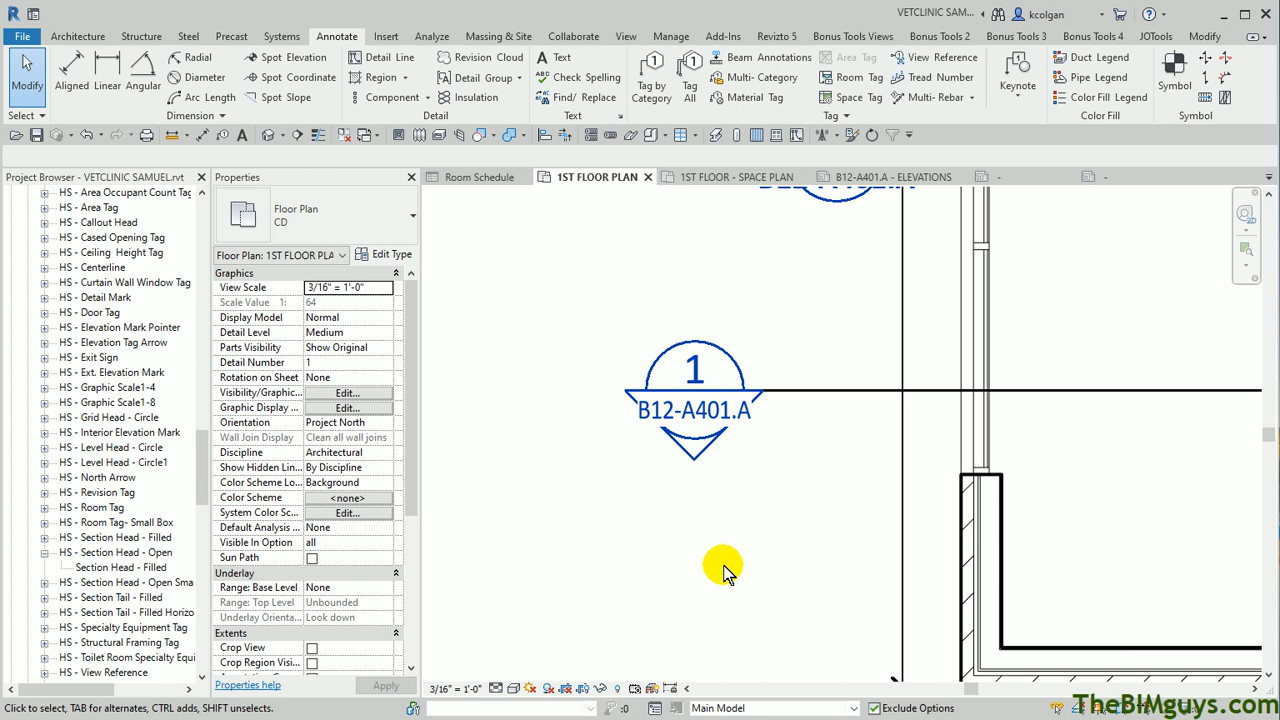 VETCLINIC SAM... kcolgan
File Architecture Structure Steel Precast Systems Annotate Insert Analyze Massing & Site Collaborate View Manage Add-Ins Revizto 5 Bonus Tools Views Bonus Tools 3 Bonus Tools 4 JOTools Modify
Modify
Select
Aligned Linear Angular
Radial
Diameter
Arc Length
Spot Elevation
Spot Coordinate
Spot Slope
Dimension
Detail Line
Region
Component
Revision Cloud
Detail Group
Insulation
Detail
Text
Check Spelling
Find/ Replace
Text
Tag by
Category
Tag
All
Beam Annotations
Multi- Category
Material Tag
Area Tag
Room Tag
Space Tag
View Reference
Tread Number
Multi- Rebar
Tag
Keynote
Duct Legend
Pipe Legend
Color Fill Legend
Color Fill
Symbol
Symbol
Project Browser - VETCLINIC SAMUEL.rvt
HS - Area Occupant Count Tag
HS - Area Tag
HS - Callout Head
HS - Cased Opening Tag
HS - Ceiling Height Tag
HS - Centerline
HS - Curtain Wall Window Tag
HS - Detail Mark
HS - Door Tag
HS - Elevation Mark Pointer
HS - Elevation Tag Arrow
HS - Exit Sign
HS - Ext. Elevation Mark
HS - Graphic Scale1-4
HS - Graphic Scale1-8
HS - Grid Head - Circle
HS - Interior Elevation Mark
HS - Level Head - Circle
HS - Level Head - Circle1
HS - North Arrow
HS - Revision Tag
HS - Room Tag
HS - Room Tag- Small Box
HS - Section Head - Filled
HS - Section Head - Open
Section Head - Filled
HS - Section Head - Open Sma
HS - Section Tail - Filled
HS - Section Tail - Filled Horizo
HS - Specialty Equipment Tag
HS - Structural Framing Tag
HS - Toilet Room Specialty Equi
HS - View Reference
Properties
Floor Plan
CD
Floor Plan: 1ST FLOOR PLA Edit Type
Graphics
View Scale 3/16" = 1'-0"
Scale Value 1: 64
Display Model Normal
Detail Level Medium
Parts Visibility Show Original
Detail Number 1
Rotation on Sheet None
Visibility/Graphic... Edit...
Graphic Display ... Edit...
Orientation Project North
Wall Join Display Clean all wall joins
Discipline Architectural
Show Hidden Lin... By Discipline
Color Scheme Lo... Background
Color Scheme <none>
System Color Sc... Edit...
Default Analysis ... None
Visible In Option all
Sun Path
Underlay
Range: Base Level None
Range: Top Level Unbounded
Underlay Orienta... Look down
Extents
Crop View
Crop Region Visi...
Properties help Apply
Room Schedule 1ST FLOOR PLAN 1ST FLOOR - SPACE PLAN B12-A401.A - ELEVATIONS - -
1
B12-A401.A
3/16" = 1'-0"
Click to select, TAB for alternates, CTRL adds, SHIFT unselects. :0 Main Model Exclude Options
TheBIMguys.com